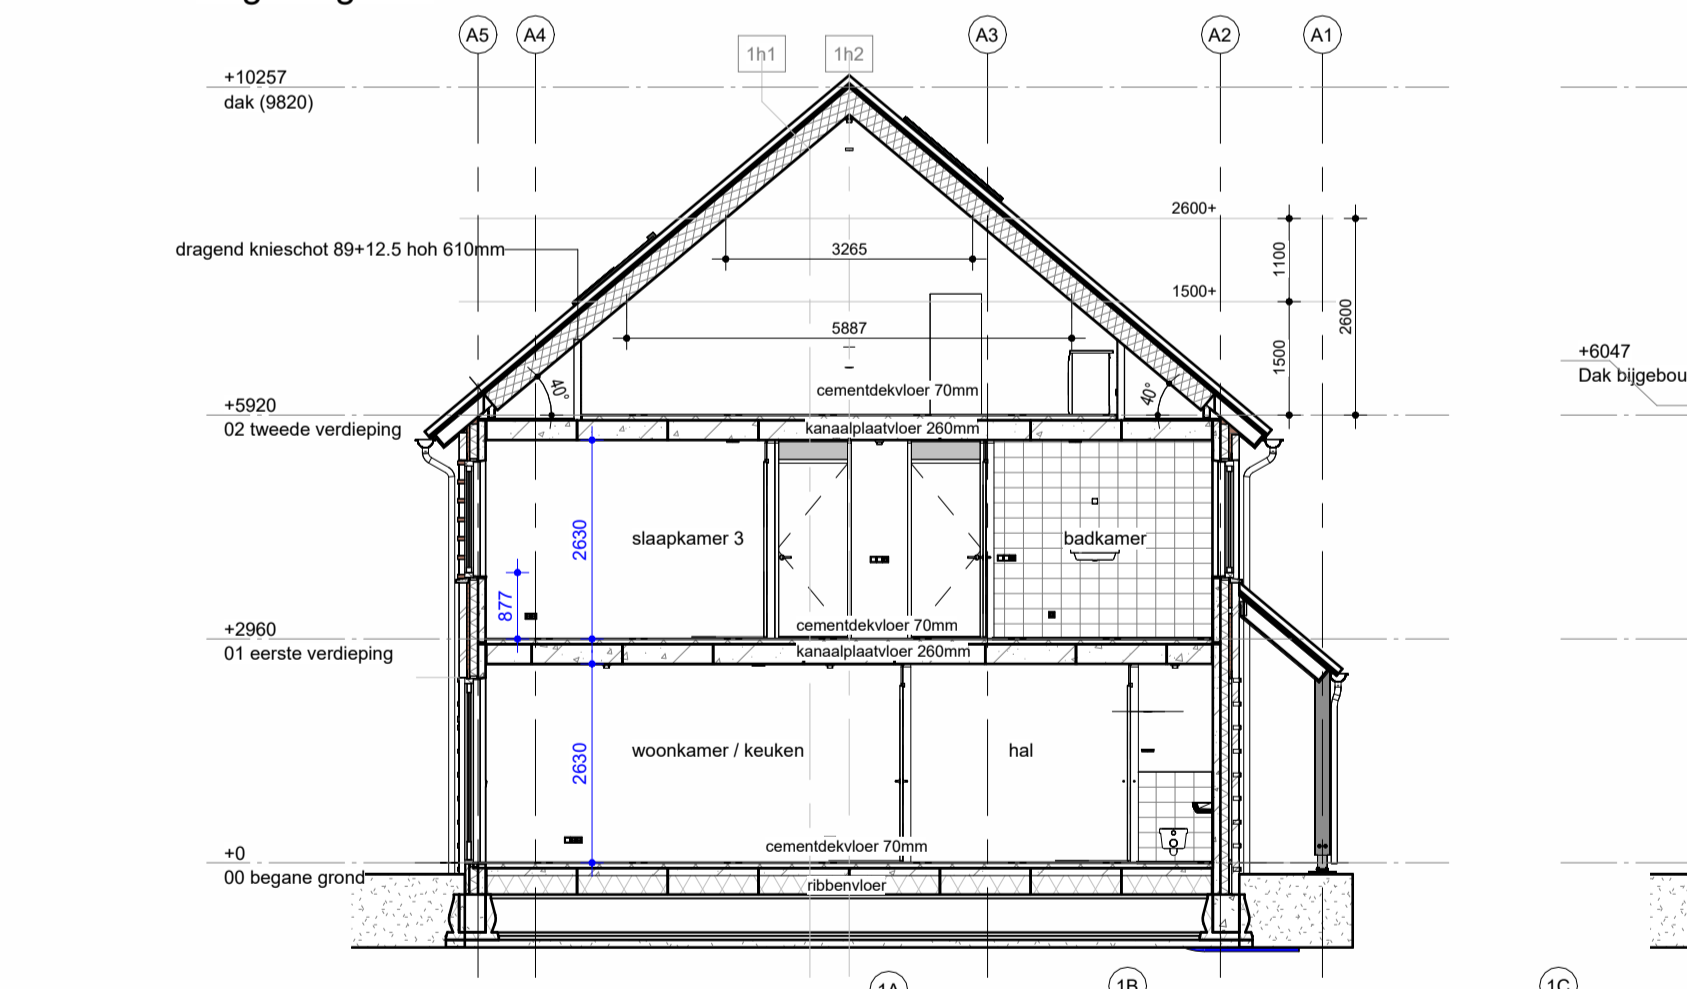 A5
A4
1h1
1h2
A3
A2
A1
+10257
dak (9820)
2600+
dragend knieschot 89+12.5 hoh 610mm
3265
1100
1500+
2600
5887
1500
+6047
Dak bijgebou
40°
cementdekvloer 70mm
40°
+5920
02 tweede verdieping
kanaalplaatvloer 260mm
2630
slaapkamer 3
badkamer
877
cementdekvloer 70mm
+2960
01 eerste verdieping
kanaalplaatvloer 260mm
2630
woonkamer / keuken
hal
cementdekvloer 70mm
+0
00 begane grond
ribbenvloer
1A
1B
1C